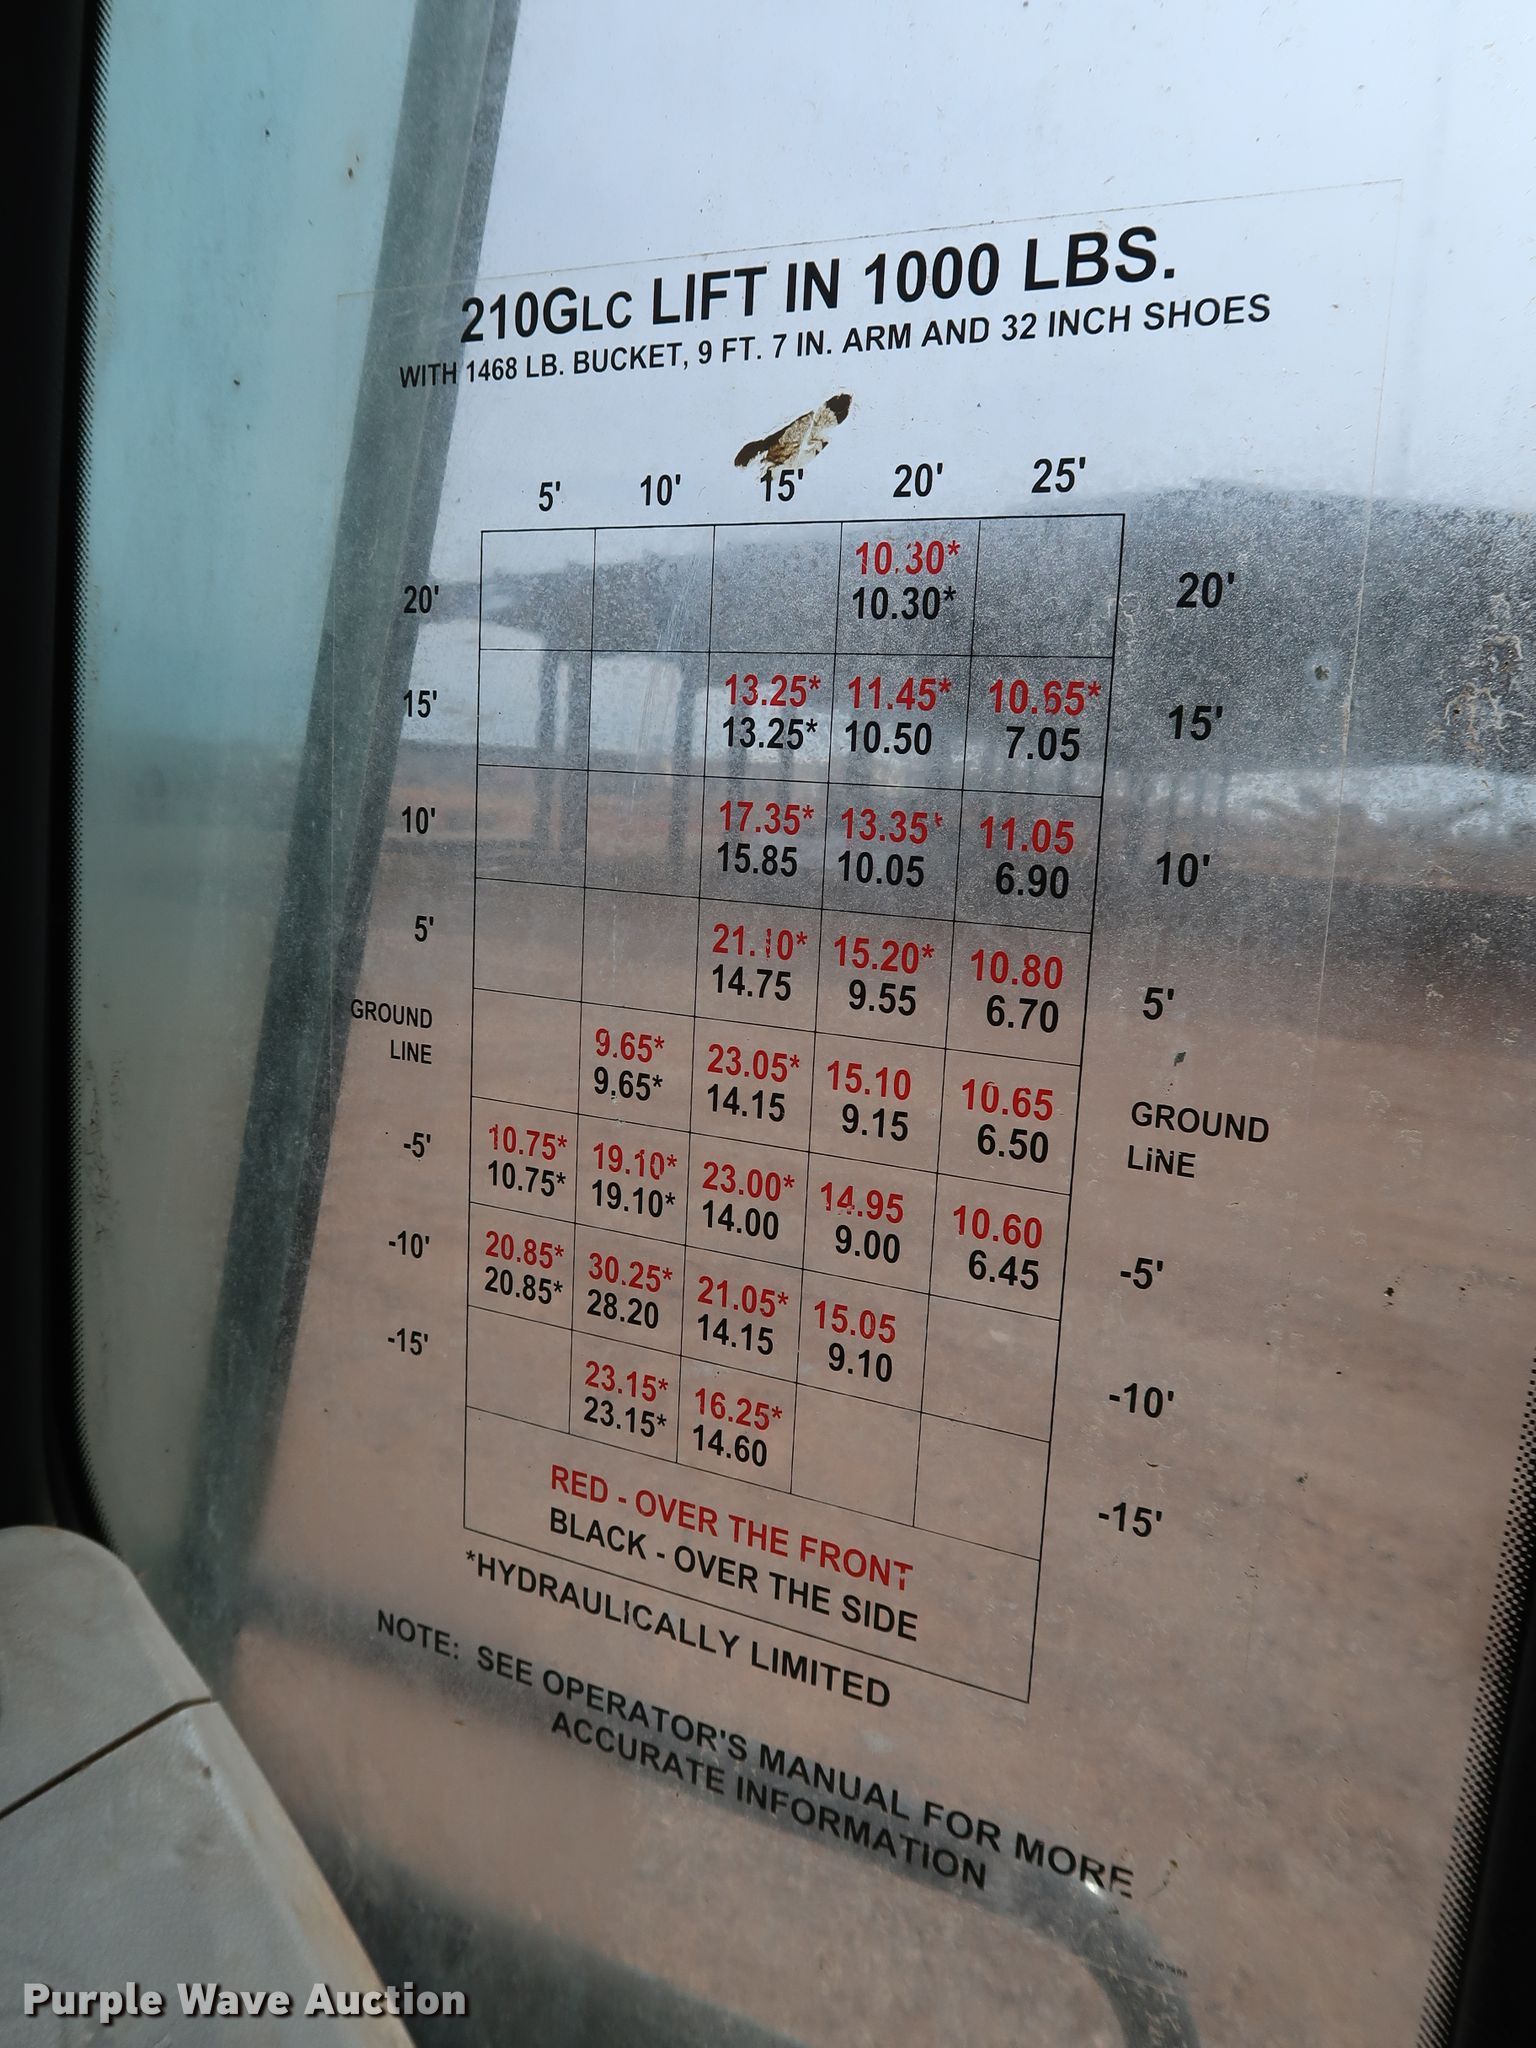 210GLC LIFT IN 1000 LBS.
WITH 1468 LB. BUCKET, 9 FT. 7 IN. ARM AND 32 INCH SHOES
5' 10' 15' 20' 25'
10.30*
20' 10.30* 20'
13.25* 11.45* 10.65*
15' 13.25* 10.50 7.05 15'
17.35* 13.35* 11.05
10' 15.85 10.05 6.90 10'
21.10* 15.20* 10.80
5' 14.75 9.55 6.70 5'
GROUND 9.65* 23.05* 15.10 10.65 GROUND
LINE 9.65* 14.15 9.15 6.50 LINE
-5' 10.75* 19.10* 23.00* 14.95 10.60
10.75* 19.10* 14.00 9.00 6.45 -5'
-10' 20.85* 30.25* 21.05* 15.05
20.85* 28.20 14.15 9.10 -10'
-15' 23.15* 16.25*
23.15* 14.60 -15'
RED - OVER THE FRONT
BLACK - OVER THE SIDE
*HYDRAULICALLY LIMITED
NOTE: SEE OPERATOR'S MANUAL FOR MORE
ACCURATE INFORMATION
Purple Wave Auction